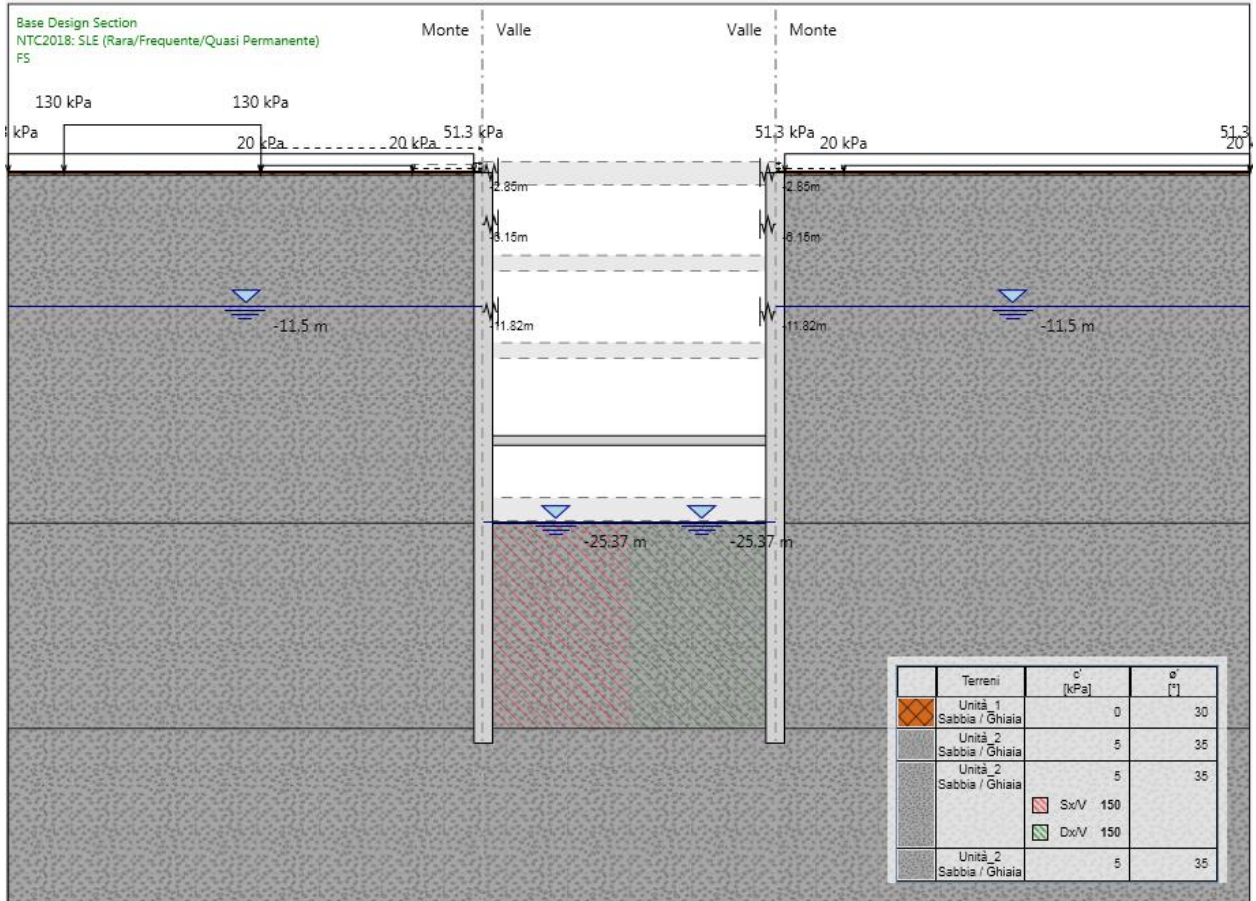 Base Design Section
NTC2018: SLE (Rara/Frequente/Quasi Permanente)
FS
Monte Valle Valle Monte
130 kPa 130 kPa
kPa 20 kPa 20 kPa 51.3 kPa 51.3 kPa 20 kPa 51.3 20
-2.85m -2.85m
-6.15m -6.15m
-11.5 m -11.82m -11.82m -11.5 m
-25.37 m -25.37 m
Terreni c' [kPa] ø' [°]
Unità_1 Sabbia / Ghiaia 0 30
Unità_2 Sabbia / Ghiaia 5 35
Unità_2 Sabbia / Ghiaia 5 35
Sx/V 150
Dx/V 150
Unità_2 Sabbia / Ghiaia 5 35